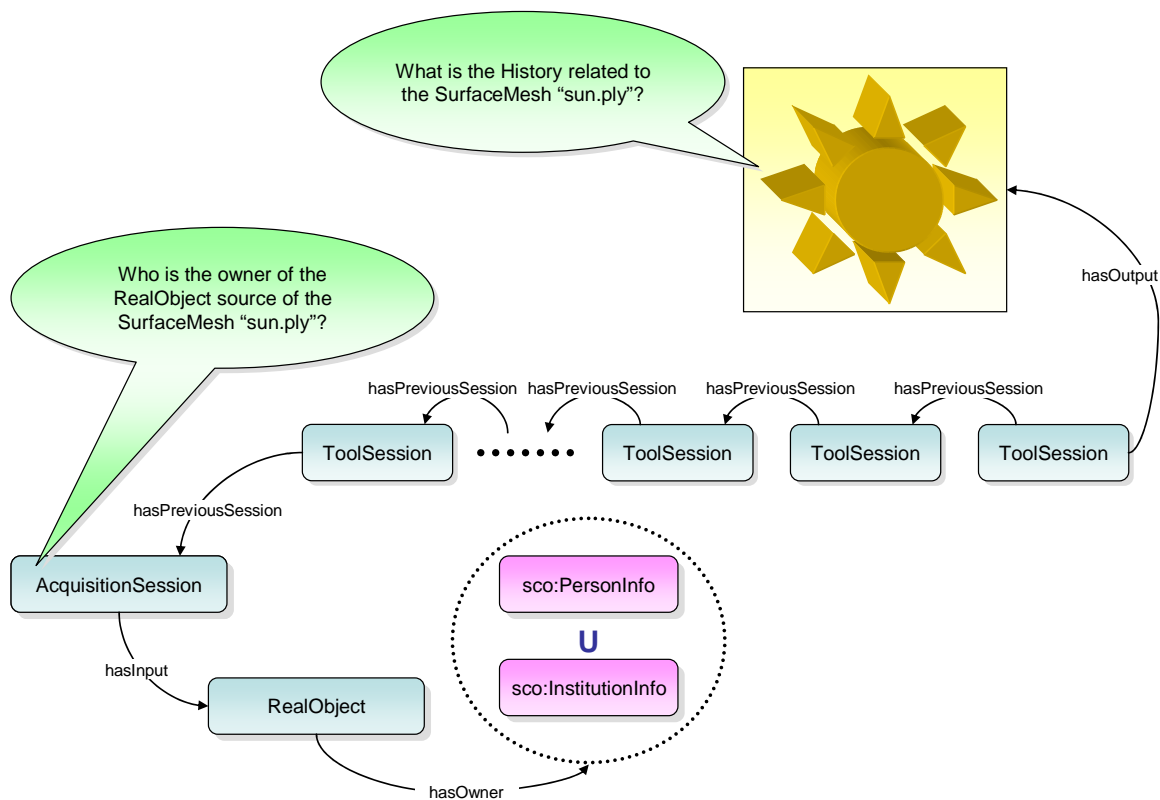 What is the History related to
the SurfaceMesh “sun.ply”?
Who is the owner of the
RealObject source of the
SurfaceMesh “sun.ply”?
hasOutput
hasPreviousSession
hasPreviousSession
hasPreviousSession
hasPreviousSession
ToolSession
ToolSession
ToolSession
ToolSession
hasPreviousSession
AcquisitionSession
sco:PersonInfo
U
sco:InstitutionInfo
hasInput
RealObject
hasOwner